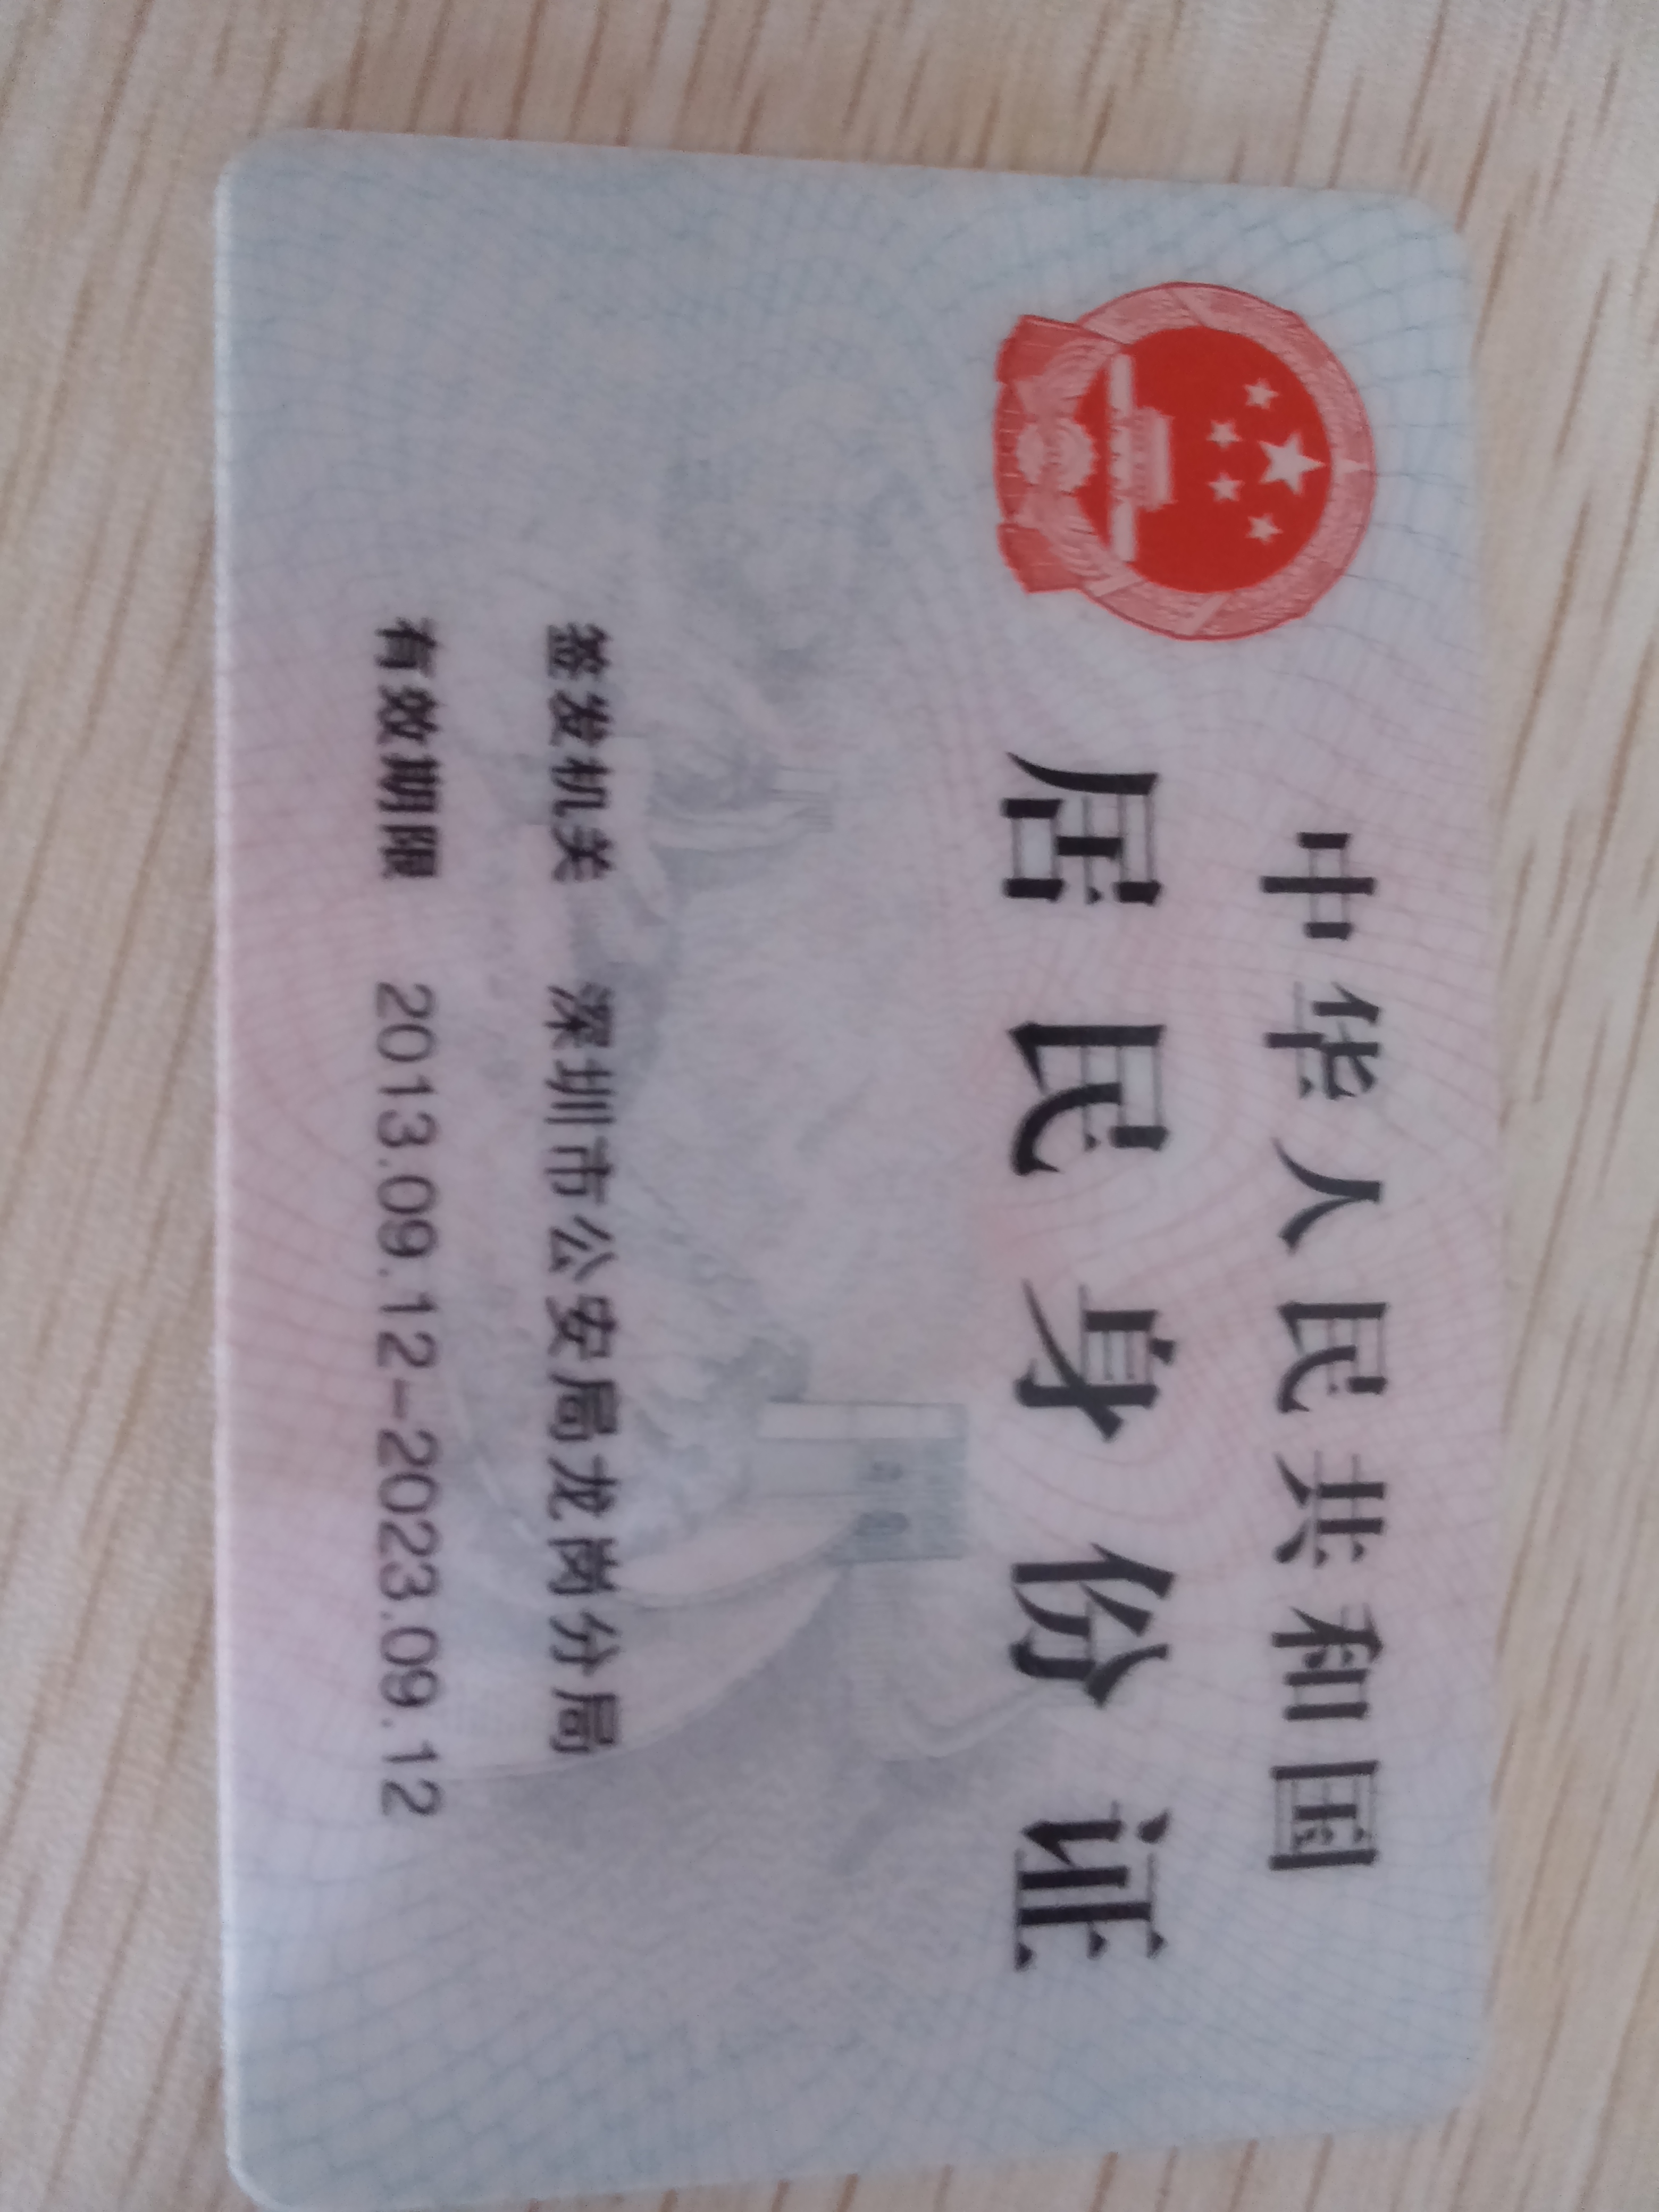 中华人民共和国
居民身份证
签发机关 深圳市公安局龙岗分局
有效期限 2013.09.12-2023.09.12